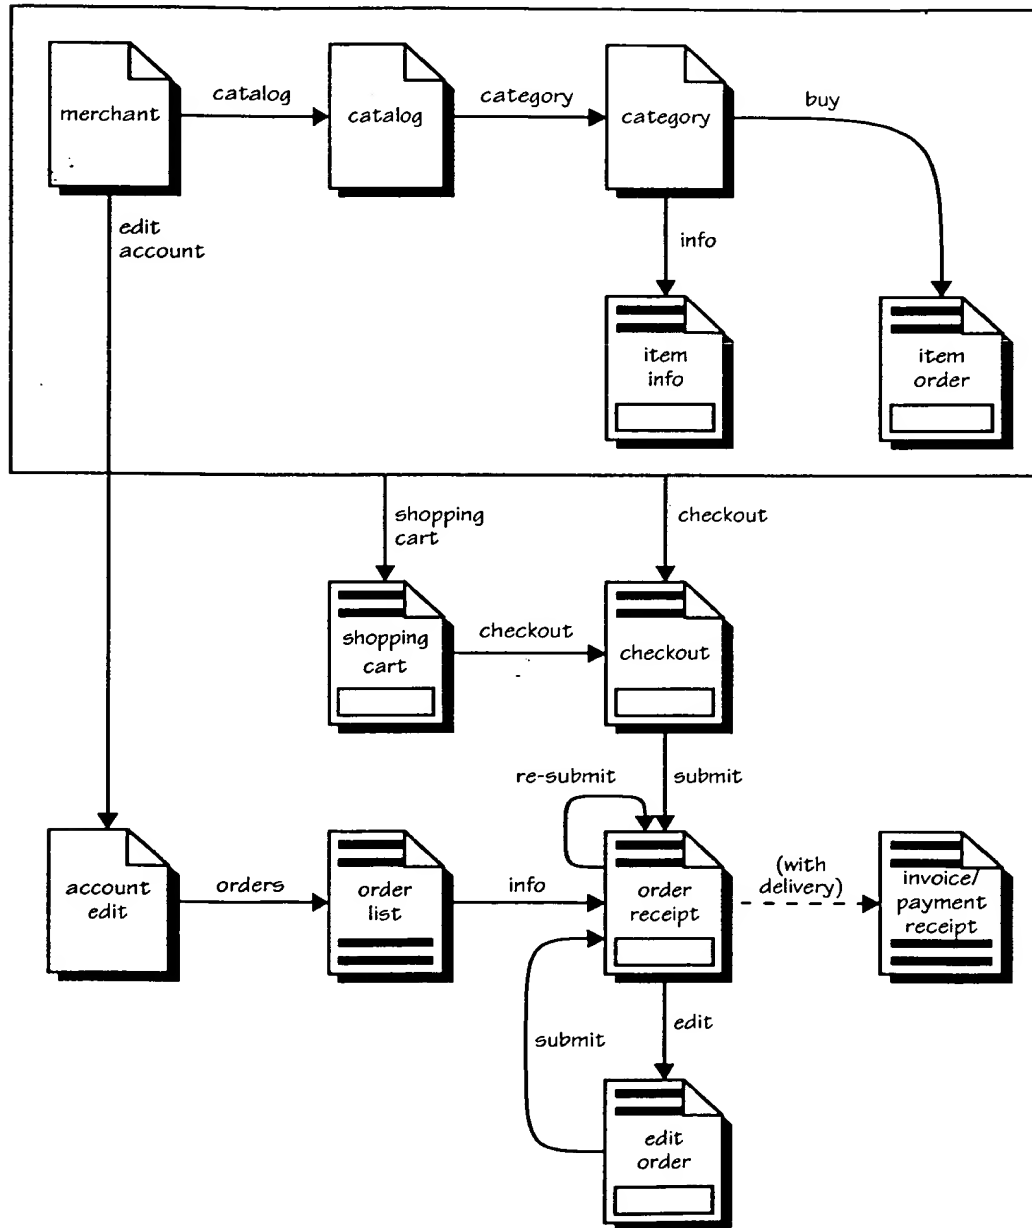 catalog
category
buy
merchant
catalog
category
edit
account
info
item
info
item
order
shopping
cart
checkout
shopping
cart
checkout
checkout
re-submit
submit
account
edit
orders
order
list
info
order
receipt
(with
delivery)
invoice/
payment
receipt
submit
edit
edit
order